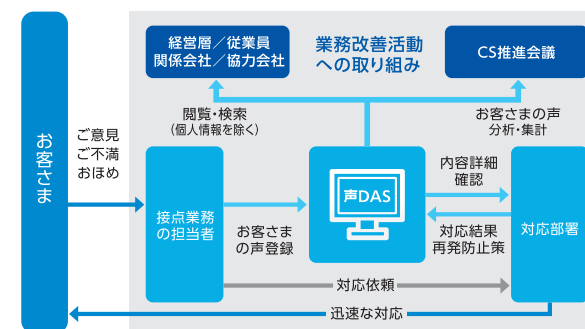 経営層／従業員
関係会社／協力会社
業務改善活動
への取り組み
CS推進会議
お客さま
ご意見
ご不満
おほめ
閲覧・検索
（個人情報を除く）
お客さまの声
分析・集計
接点業務
の担当者
お客さま
の声登録
声DAS
内容詳細
確認
対応結果
再発防止策
対応部署
対応依頼
迅速な対応